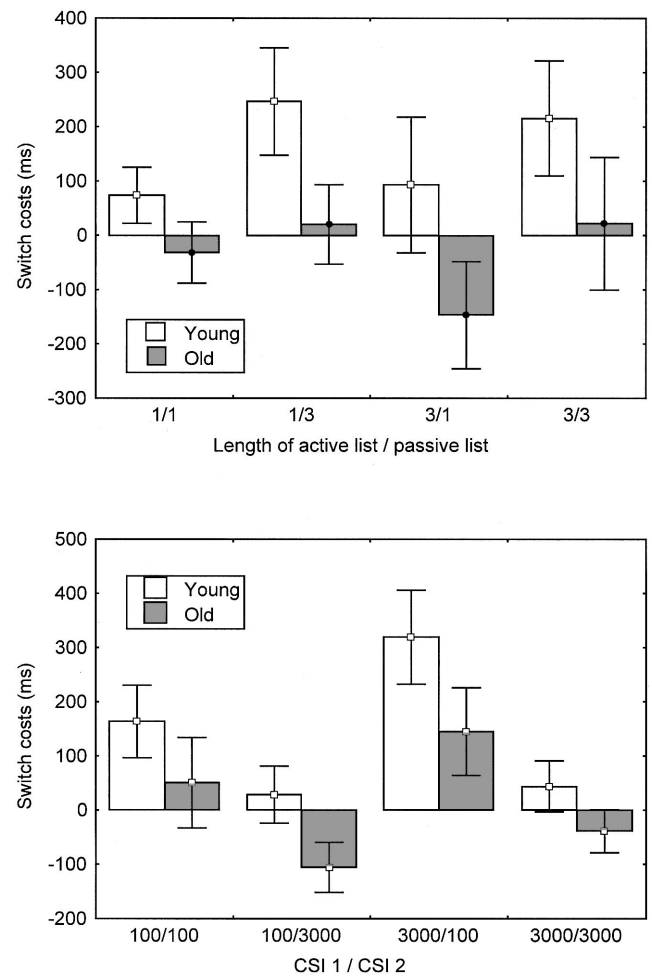 400
300
200
100
0
-100
-200
-300
Switch costs (ms)
Young
Old
1/1 1/3 3/1 3/3
Length of active list / passive list
500
400
300
200
100
0
-100
-200
Switch costs (ms)
Young
Old
100/100 100/3000 3000/100 3000/3000
CSI 1 / CSI 2